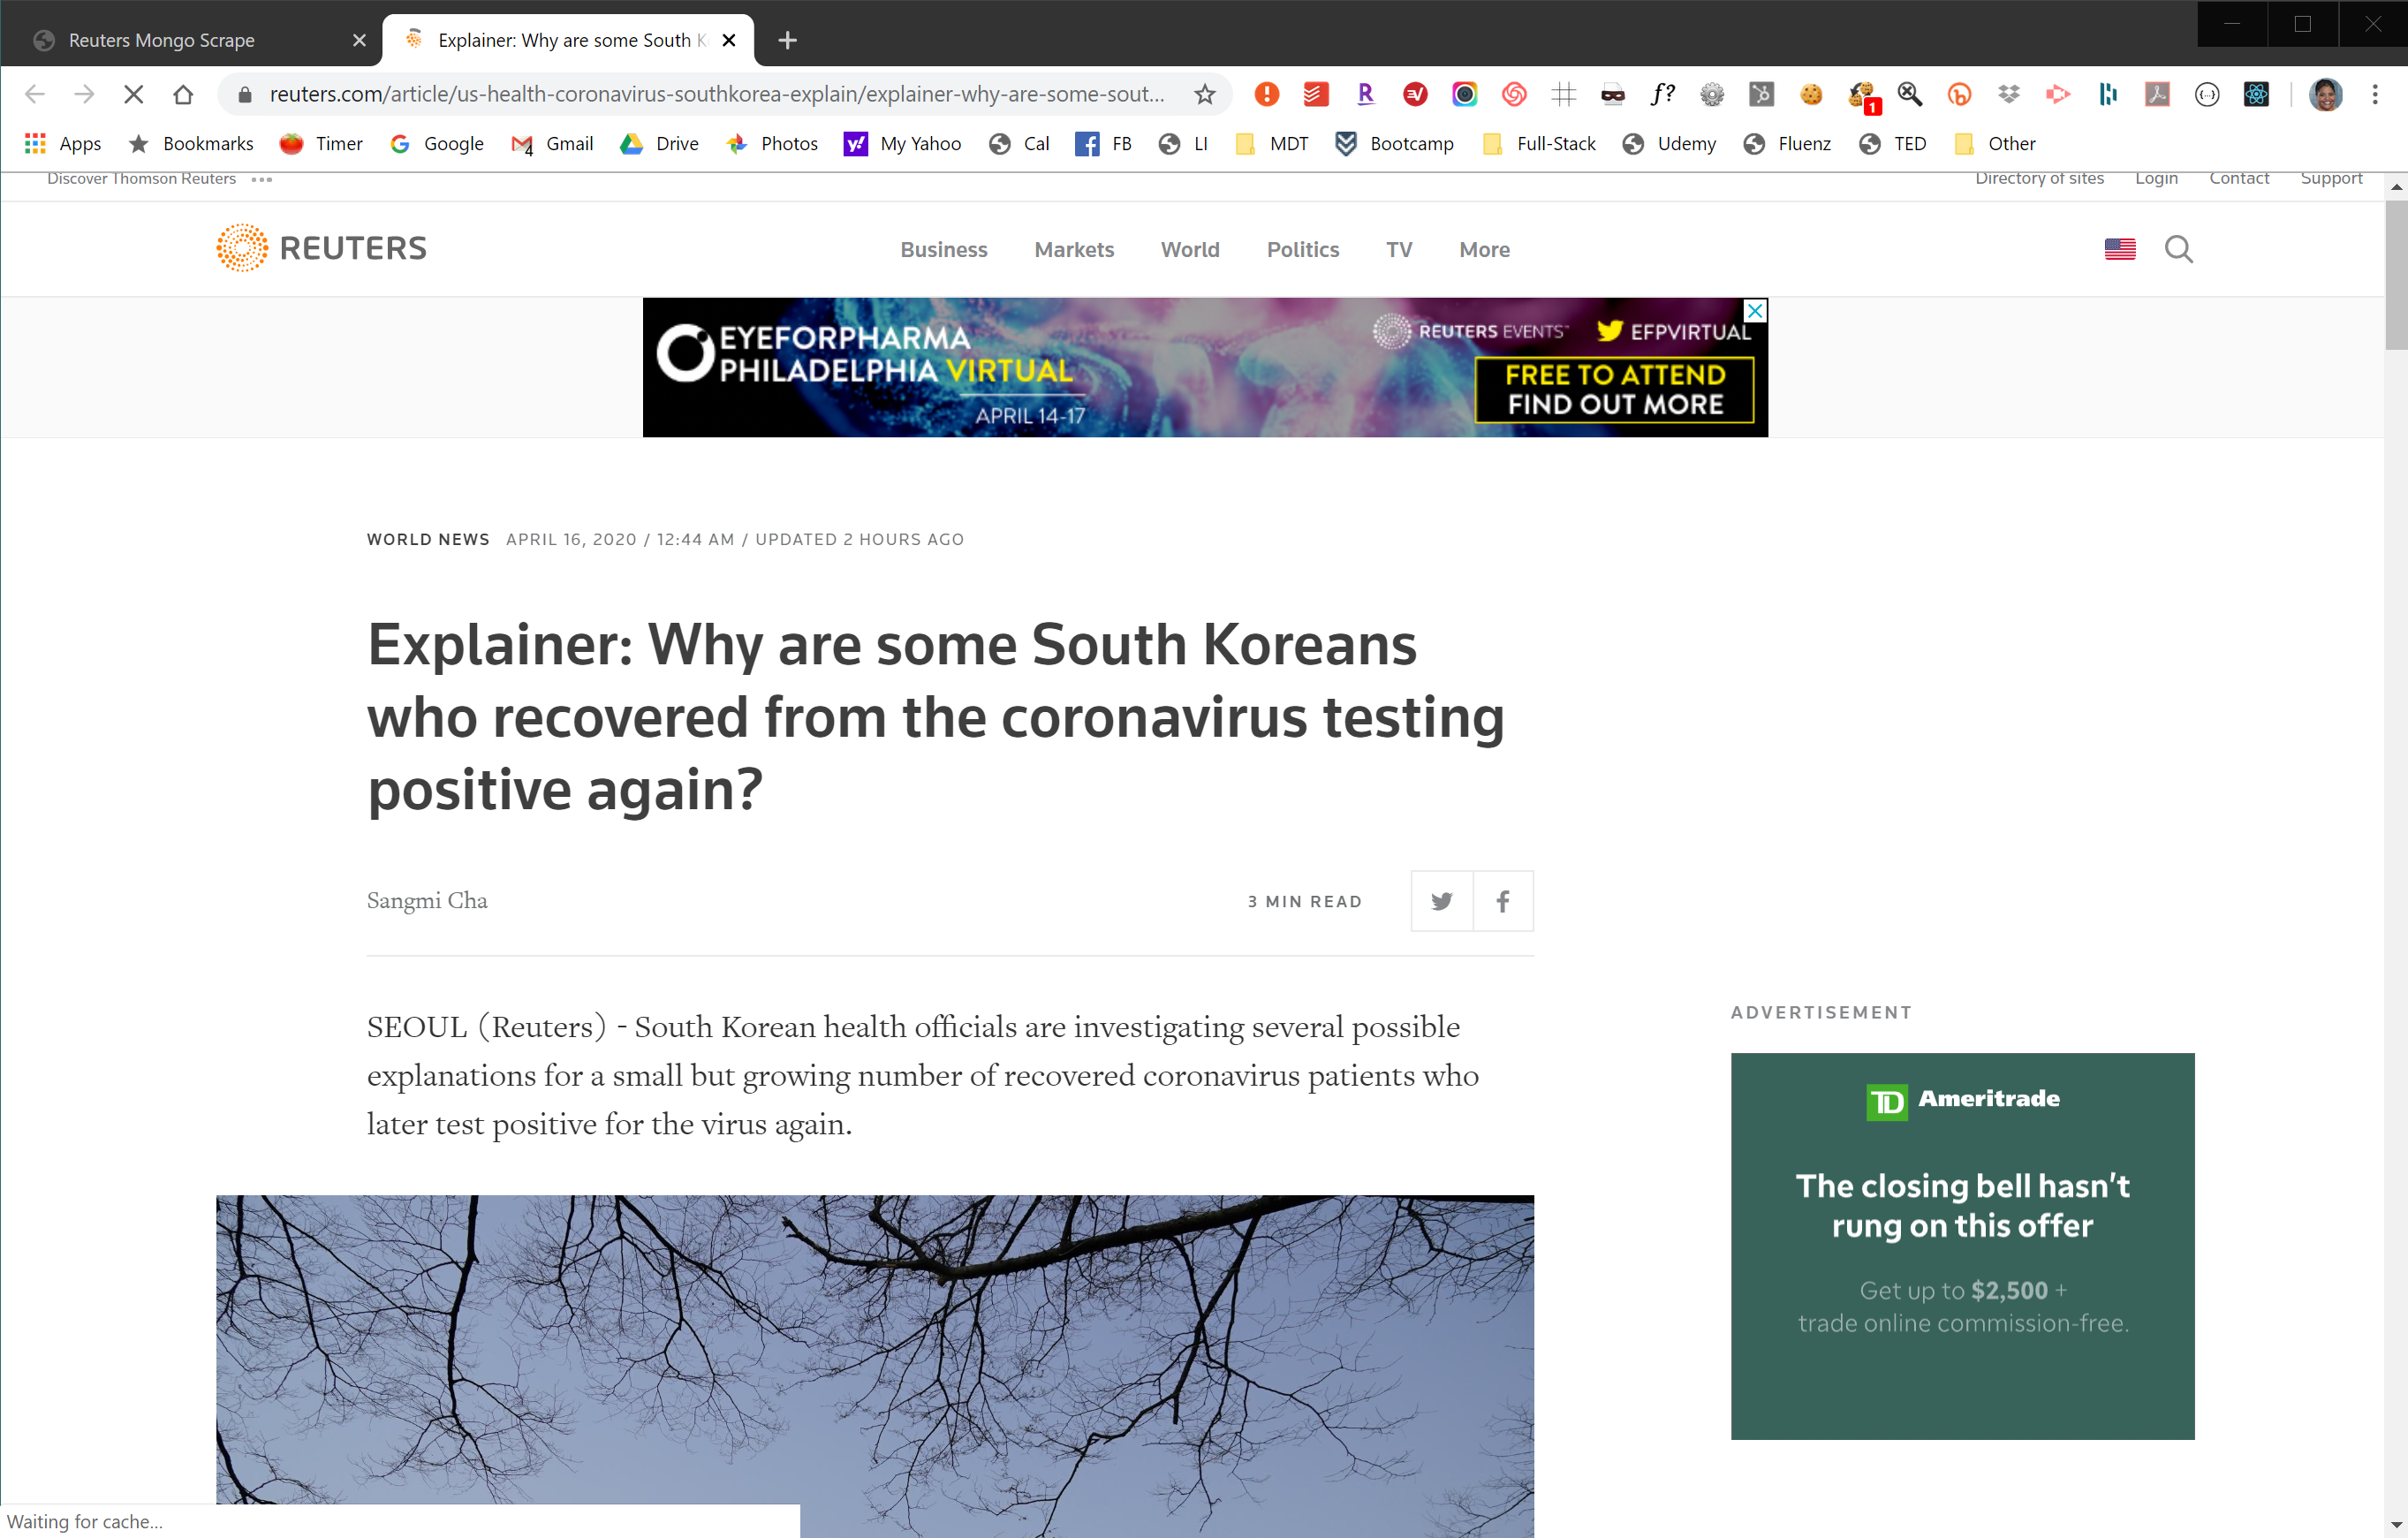 Reuters Mongo Scrape
Explainer: Why are some South K
reuters.com/article/us-health-coronavirus-southkorea-explain/explainer-why-are-some-sout...
1
Apps Bookmarks Timer Google 4 Gmail Drive Photos My Yahoo Cal FB LI MDT Bootcamp Full-Stack Udemy Fluenz TED Other
Discover Thomson Reuters
Directory of sites Login Contact Support
REUTERS
Business Markets World Politics TV More
EYEFORPHARMA
PHILADELPHIA VIRTUAL
APRIL 14-17
REUTERS EVENTS™ EFPVIRTUAL
FREE TO ATTEND
FIND OUT MORE
WORLD NEWS APRIL 16, 2020 / 12:44 AM / UPDATED 2 HOURS AGO
Explainer: Why are some South Koreans
who recovered from the coronavirus testing
positive again?
Sangmi Cha
3 MIN READ
SEOUL (Reuters) - South Korean health officials are investigating several possible
explanations for a small but growing number of recovered coronavirus patients who
later test positive for the virus again.
ADVERTISEMENT
TD Ameritrade
The closing bell hasn't
rung on this offer
Get up to $2,500 +
trade online commission-free.
Waiting for cache...